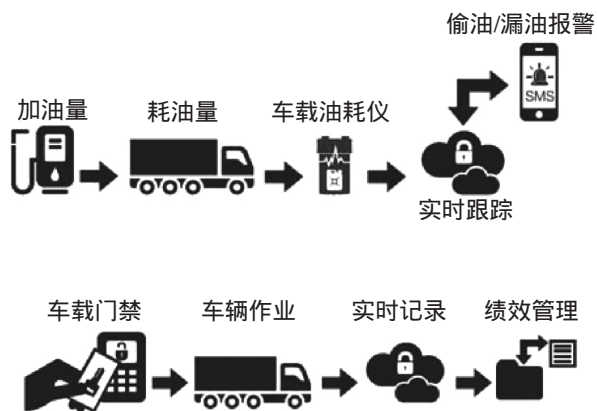 偷油/漏油报警
SMS
加油量
耗油量
车载油耗仪
实时跟踪
车载门禁
车辆作业
实时记录
绩效管理